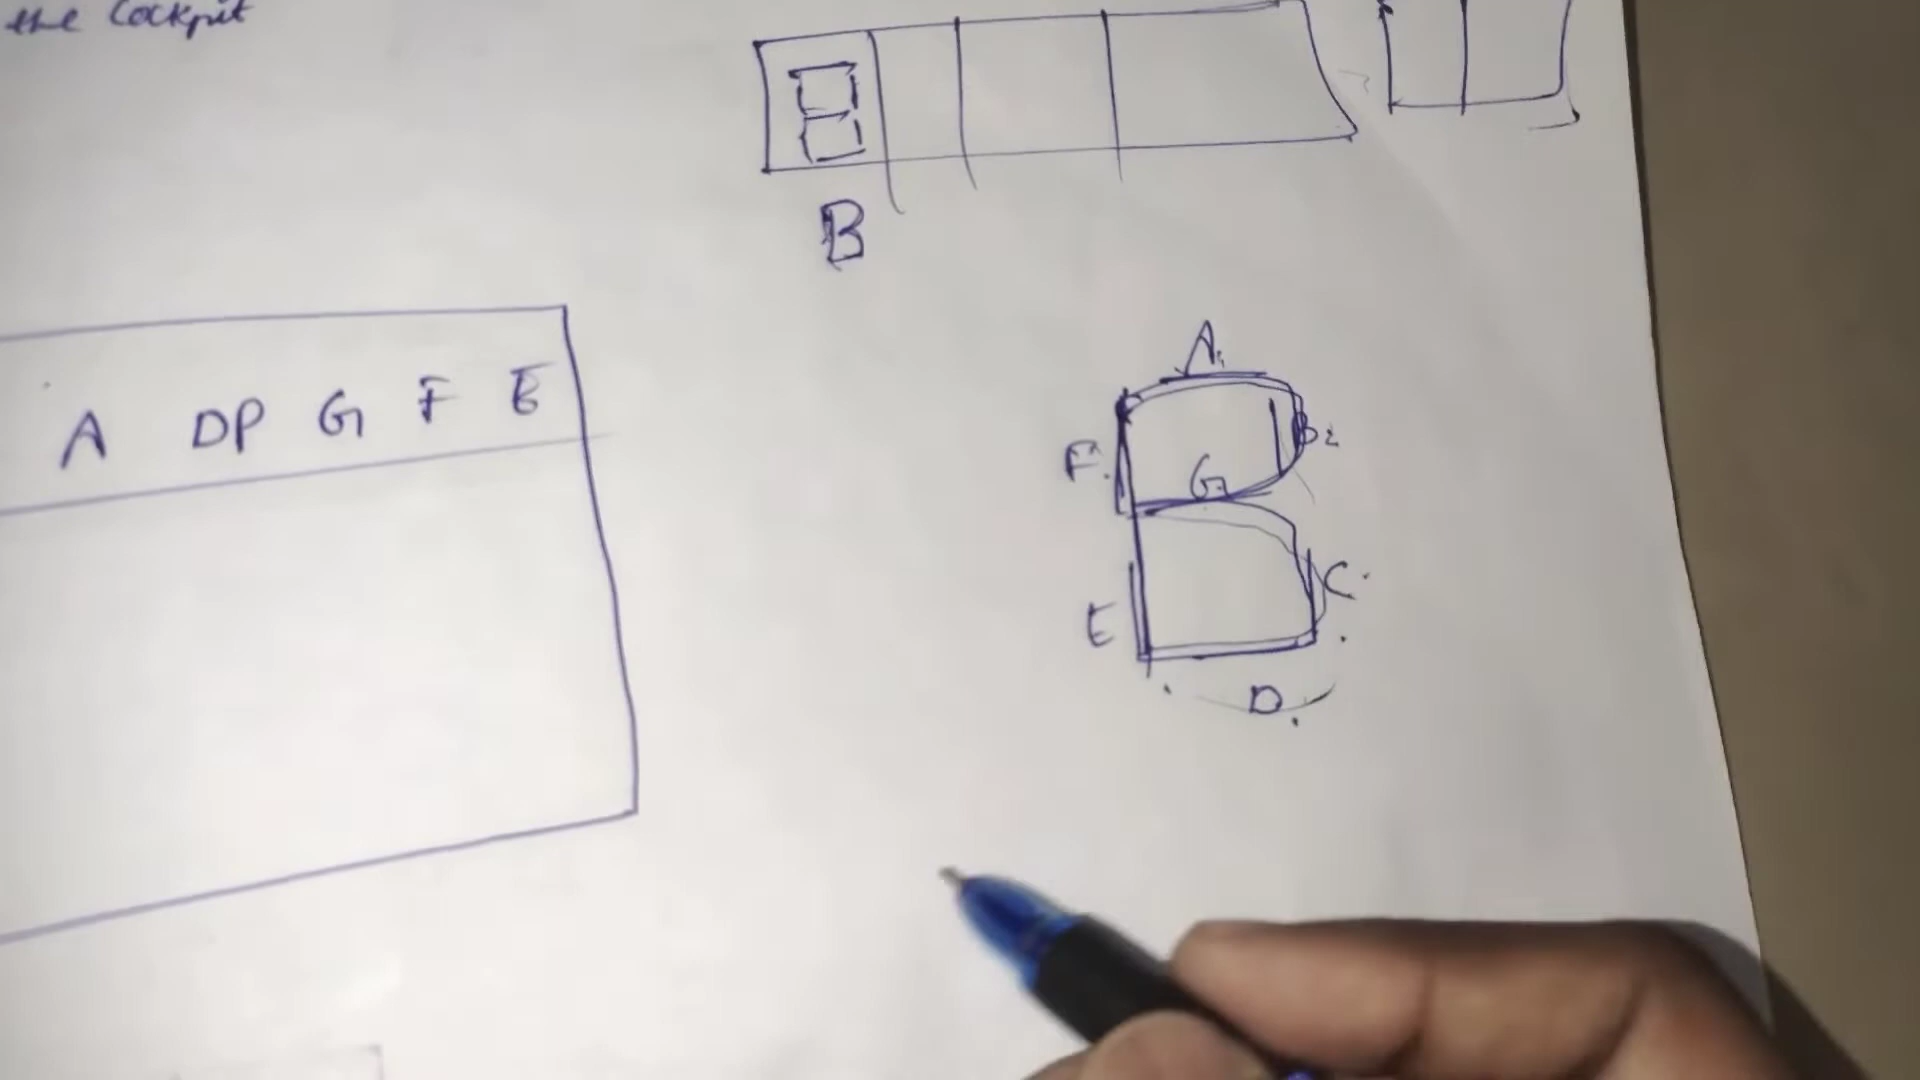 the Cockpit
B
A DP G F E
A
F B
G
E C
D